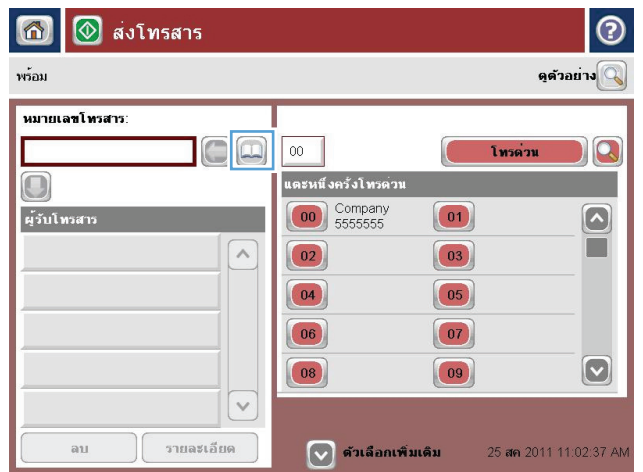 ส่งโทรสาร
?
พร้อม
ดูตัวอย่าง
หมายเลขโทรสาร:
00
โทรด่วน
แตะหนึ่งครั้งโทรด่วน
ผู้รับโทรสาร
00 Company 01
5555555
02 03
04 05
06 07
08 09
ลบ รายละเอียด
ตัวเลือกเพิ่มเติม 25 สค 2011 11:02:37 AM